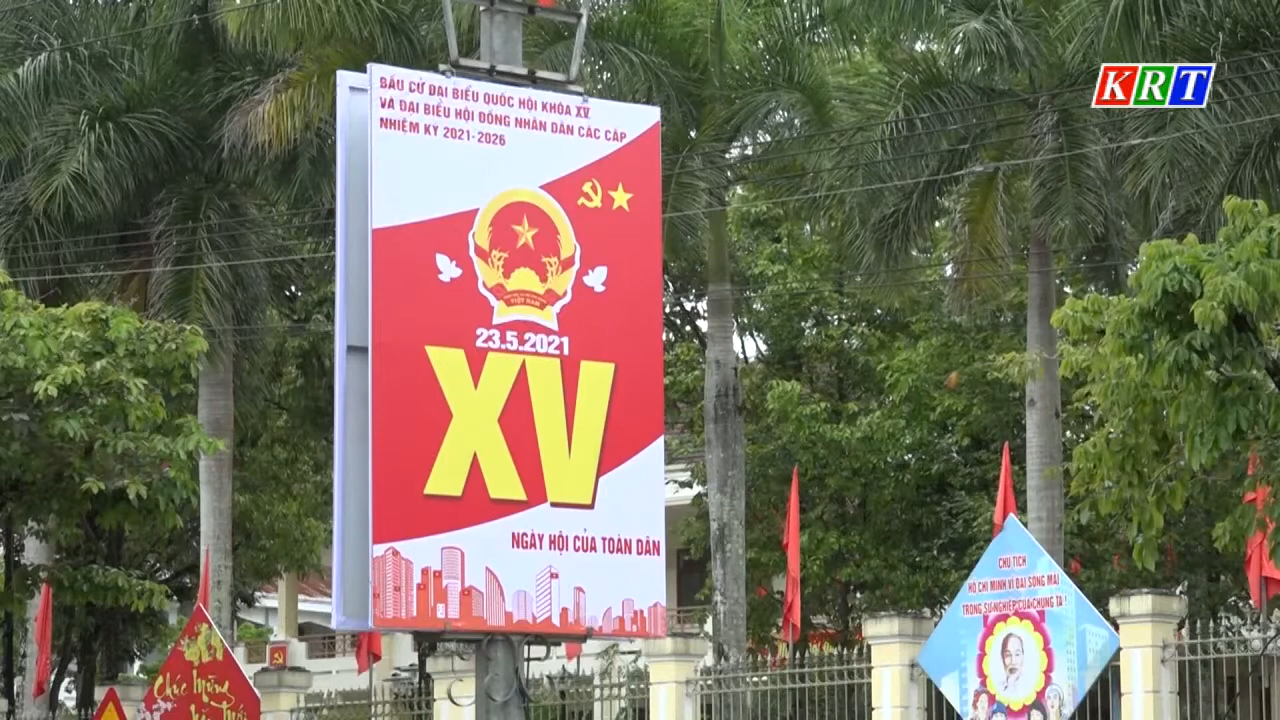 KRT
BẦU CỬ ĐẠI BIỂU QUỐC HỘI KHÓA XV
VÀ ĐẠI BIỂU HỘI ĐỒNG NHÂN DÂN CÁC CẤP
NHIỆM KỲ 2021-2026
VIỆT NAM
23.5.2021
XV
NGÀY HỘI CỦA TOÀN DÂN
CHỦ TỊCH
HỒ CHÍ MINH VĨ ĐẠI SỐNG MÃI
TRONG SỰ NGHIỆP CỦA CHÚNG TA !
Chúc Mừng